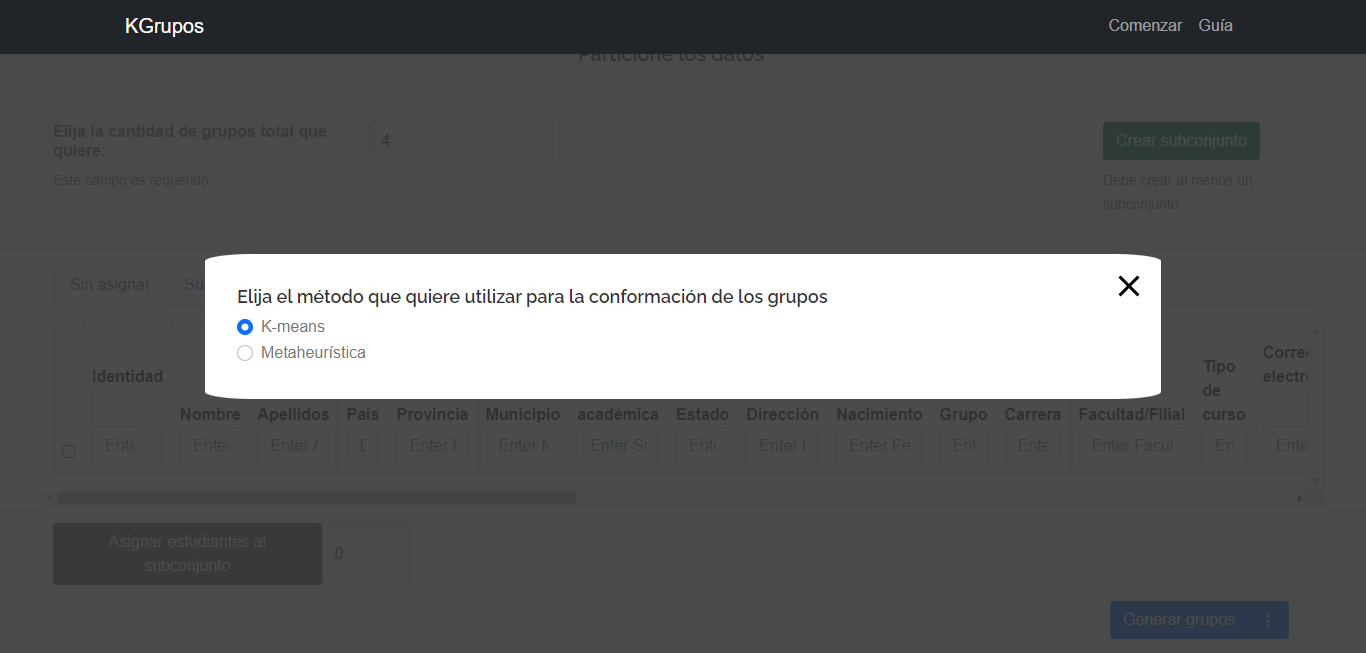 KGrupos
Comenzar
Guía
Particione los datos
Elija la cantidad de grupos total que
quiere:
4
Este campo es requerido.
Crear subconjunto
Debe crear al menos un
subconjunto.
Sin asignar
Su
Elija el método que quiere utilizar para la conformación de los grupos
K-means
Metaheurística
Identidad
Nombre
Apellidos
País
Provincia
Municipio
académica
Estado
Dirección
Nacimiento
Grupo
Carrera
Facultad/Filial
Tipo
de
curso
Corre
electr
Ente
Enter
Enter A
E
Enter I
Enter M
Enter Si
Ente
Enter D
Enter Fe
Ent
Ente
Enter Facul
En
Ente
Asignar estudiantes al
subconjunto
0
Generar grupos